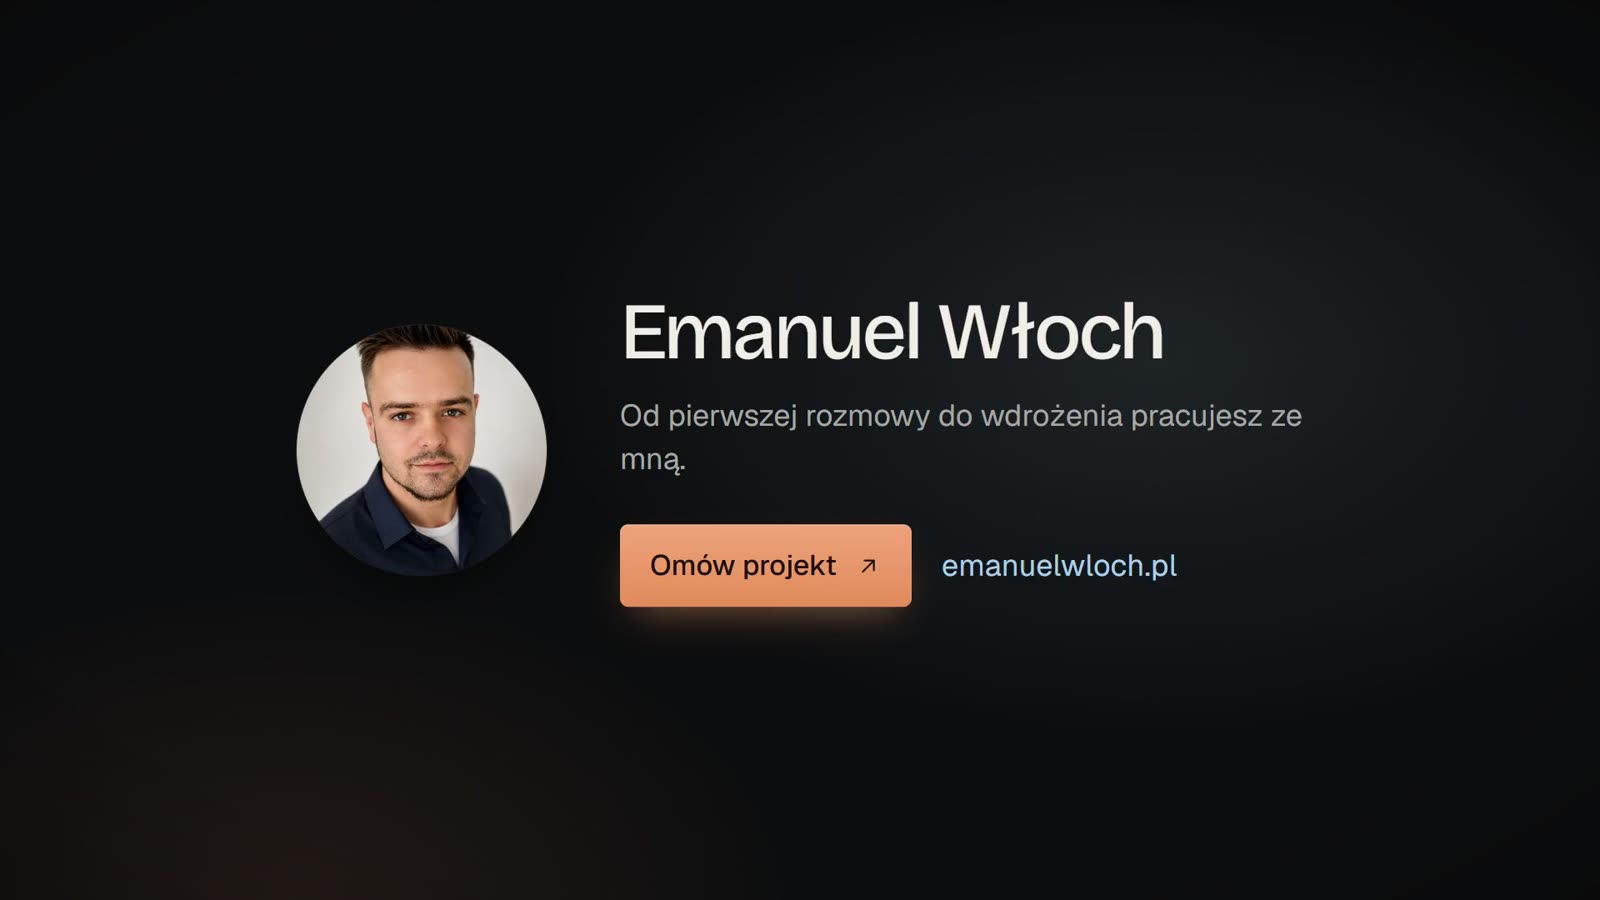 Emanuel Włoch
Od pierwszej rozmowy do wdrożenia pracujesz ze
mną.
Omów projekt ↗
emanuelwloch.pl